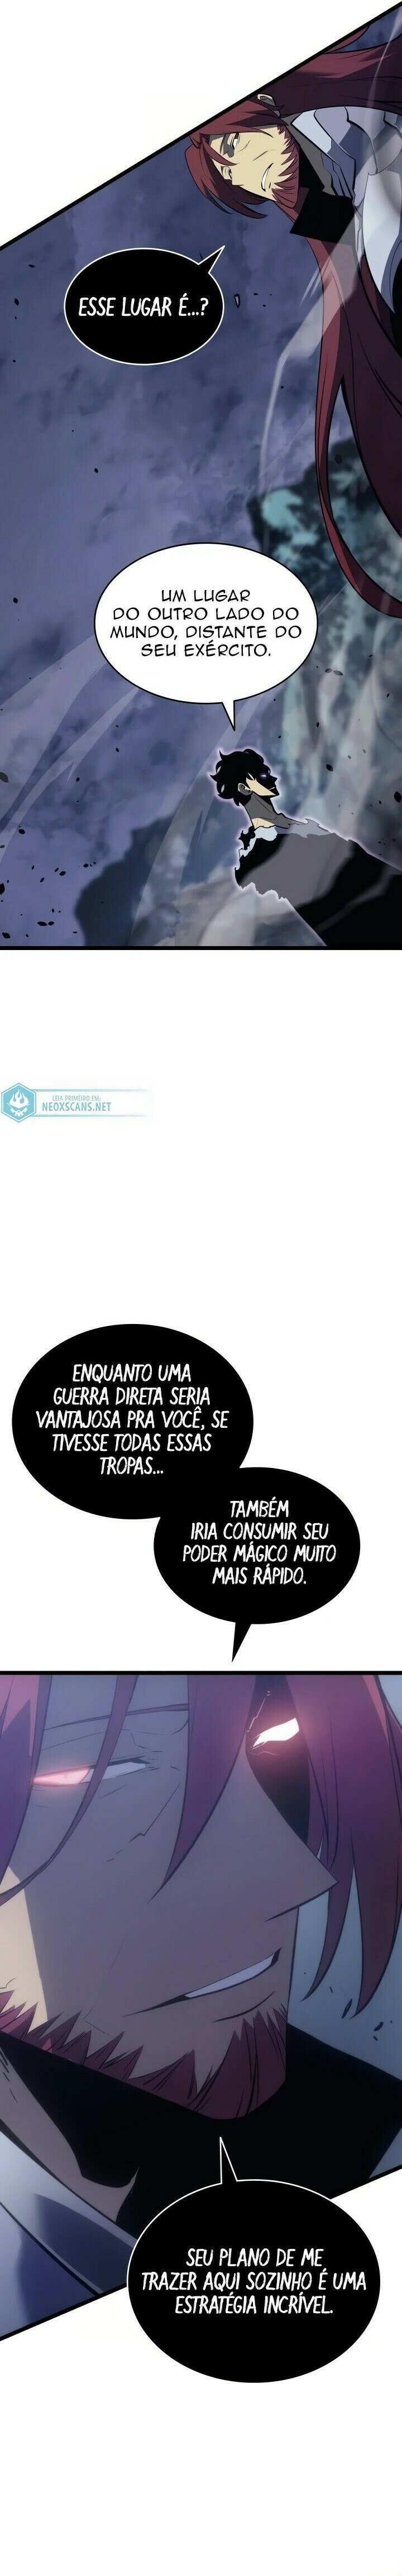 ESSE LUGAR É...?
UM LUGAR
DO OUTRO LADO DO
MUNDO, DISTANTE DO
SEU EXÉRCITO.
LEIA PRIMEIRO EM:
NEOXSCANS.NET
ENQUANTO UMA
GUERRA DIRETA SERIA
VANTAJOSA PRA VOCÊ, SE
TIVESSE TODAS ESSAS
TROPAS...
TAMBÉM
IRIA CONSUMIR SEU
PODER MÁGICO MUITO
MAIS RÁPIDO.
SEU PLANO DE ME
TRAZER AQUI SOZINHO É UMA
ESTRATÉGIA INCRÍVEL.